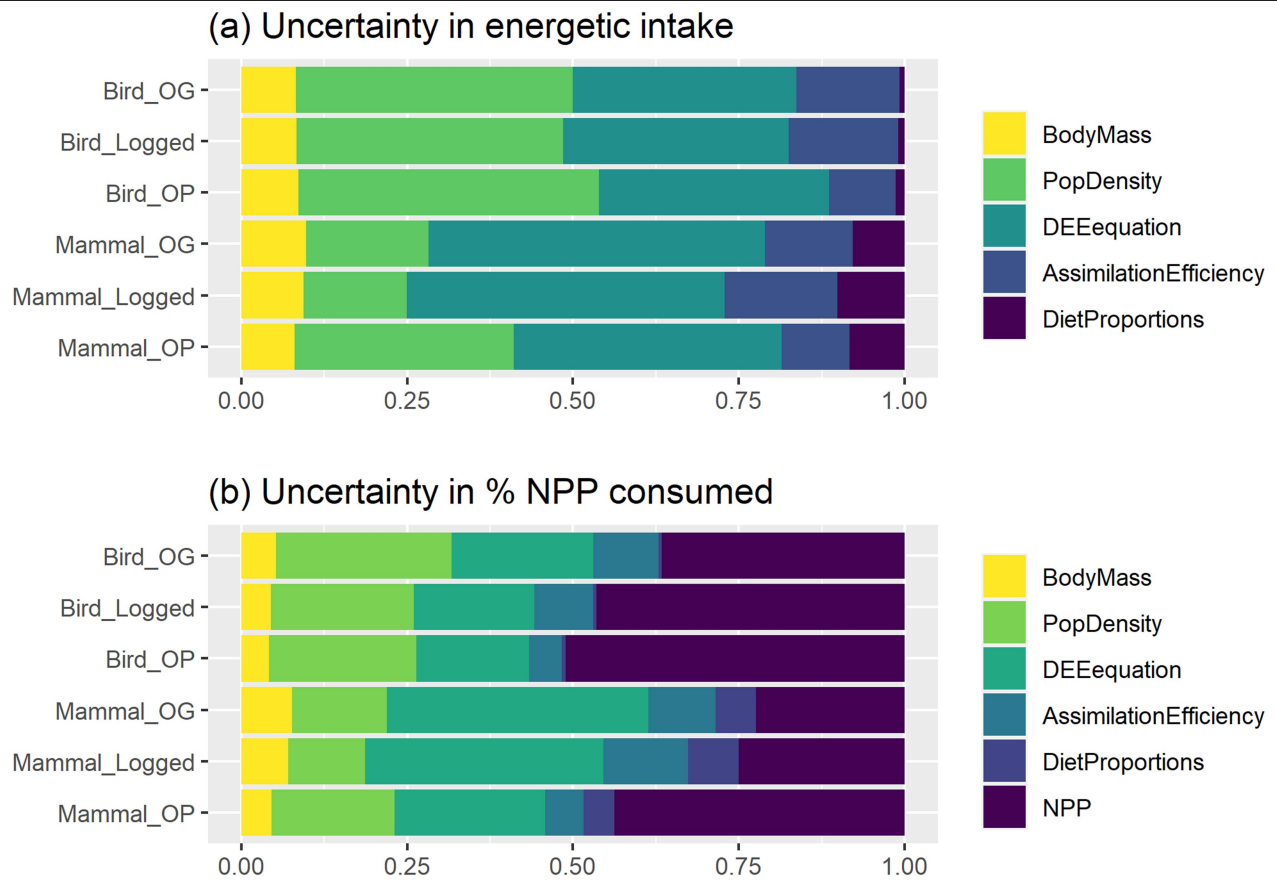 (a) Uncertainty in energetic intake
Bird_OG
Bird_Logged
Bird_OP
Mammal_OG
Mammal_Logged
Mammal_OP
0.00 0.25 0.50 0.75 1.00
BodyMass
PopDensity
DEEequation
AssimilationEfficiency
DietProportions
(b) Uncertainty in % NPP consumed
Bird_OG
Bird_Logged
Bird_OP
Mammal_OG
Mammal_Logged
Mammal_OP
0.00 0.25 0.50 0.75 1.00
BodyMass
PopDensity
DEEequation
AssimilationEfficiency
DietProportions
NPP